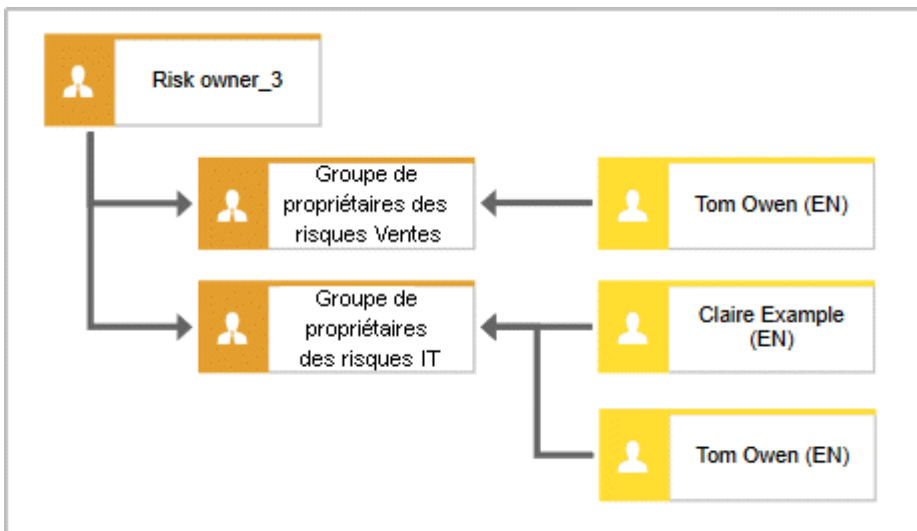 Risk owner_3
Groupe de
propriétaires des
risques Ventes
Tom Owen (EN)
Groupe de
propriétaires
des risques IT
Claire Example
(EN)
Tom Owen (EN)